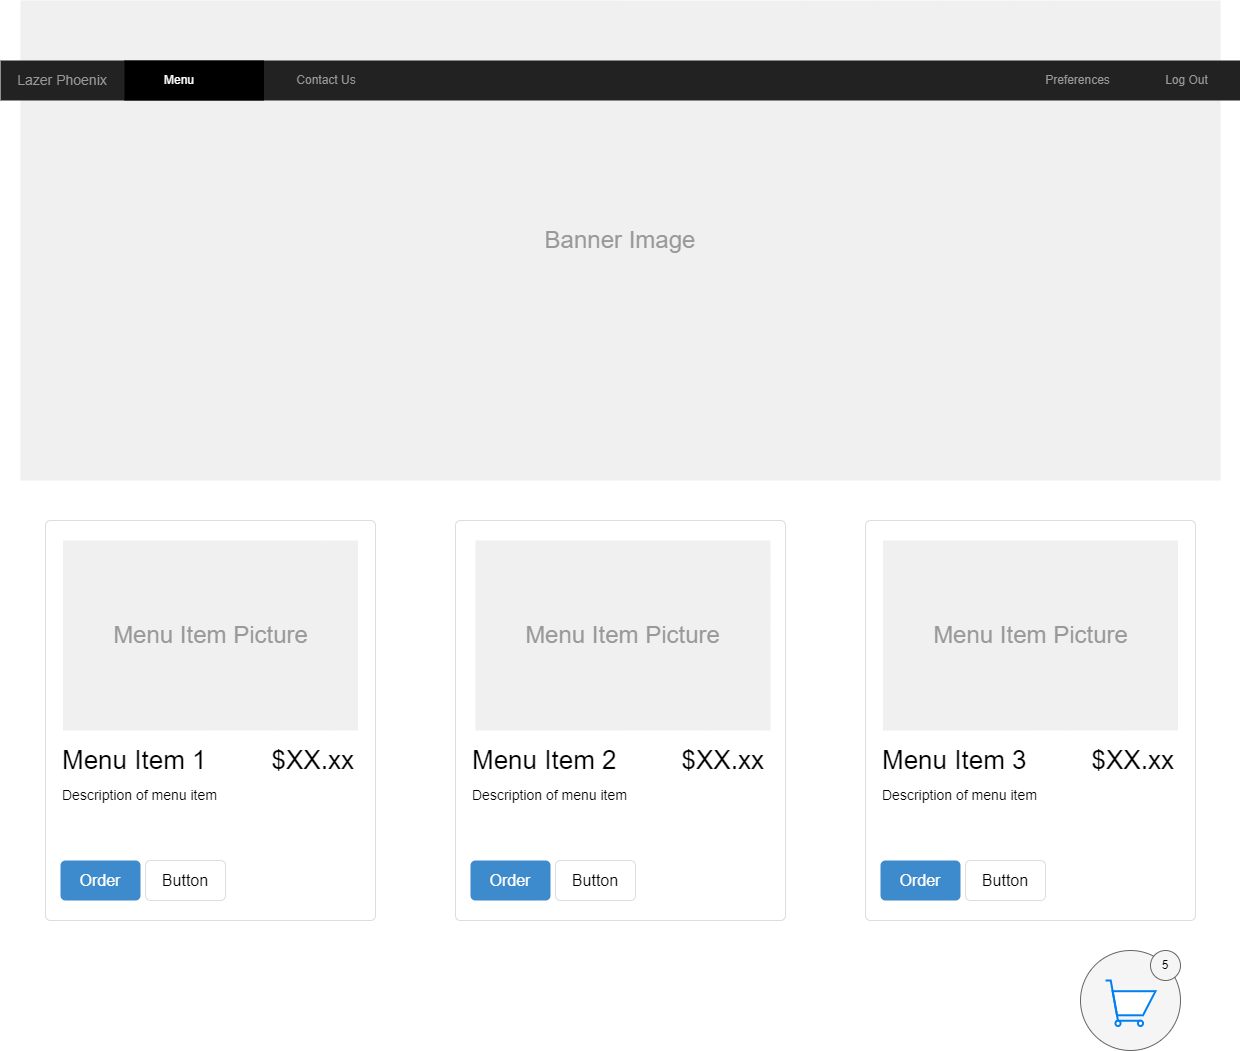 Lazer Phoenix Menu Contact Us Preferences Log Out
Banner Image
Menu Item Picture
Menu Item 1 $XX.xx
Description of menu item
Order Button
Menu Item Picture
Menu Item 2 $XX.xx
Description of menu item
Order Button
Menu Item Picture
Menu Item 3 $XX.xx
Description of menu item
Order Button
5